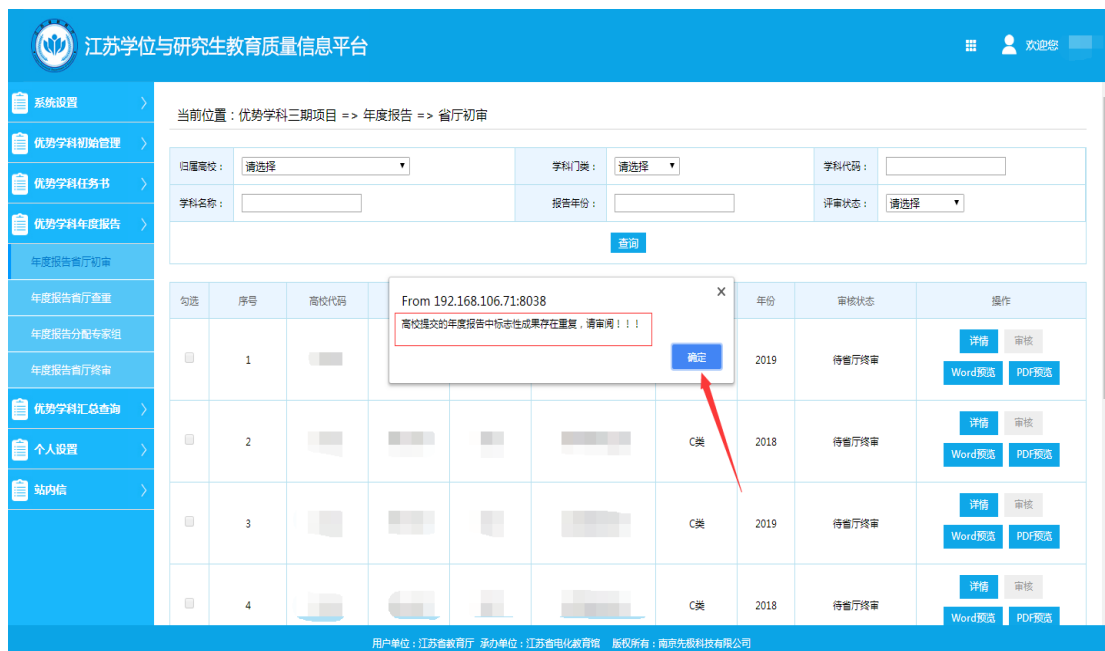 江苏学位与研究生教育质量信息平台
欢迎您
系统设置
优势学科初始管理
优势学科任务书
优势学科年度报告
年度报告省厅初审
年度报告省厅查重
年度报告分配专家组
年度报告省厅终审
优势学科汇总查询
个人设置
站内信
当前位置：优势学科三期项目 => 年度报告 => 省厅初审
归属高校： 请选择 学科门类： 请选择 学科代码：
学科名称： 报告年份： 评审状态： 请选择
查询
勾选 序号 高校代码 年份 审核状态 操作
From 192.168.106.71:8038
高校提交的年度报告中标志性成果存在重复，请审阅！！！
确定
1 2019 待省厅终审 详情 审核
Word预览 PDF预览
2 C类 2018 待省厅终审 详情 审核
Word预览 PDF预览
3 C类 2019 待省厅终审 详情 审核
Word预览 PDF预览
4 C类 2018 待省厅终审 详情 审核
Word预览 PDF预览
用户单位：江苏省教育厅 承办单位：江苏省电化教育馆 版权所有：南京先极科技有限公司